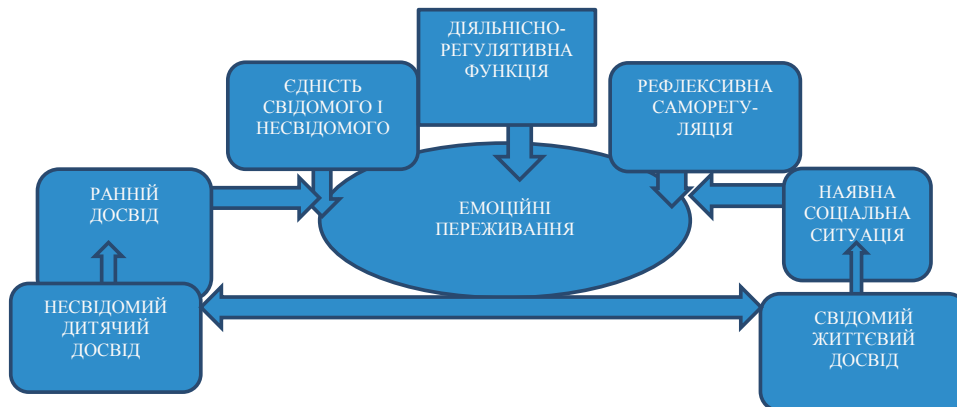 ДІЯЛЬНІСНО-
РЕГУЛЯТИВНА
ФУНКЦІЯ
ЄДНІСТЬ
СВІДОМОГО І
НЕСВІДОМОГО
РЕФЛЕКСИВНА
САМОРЕГУ-
ЛЯЦІЯ
РАННІЙ
ДОСВІД
ЕМОЦІЙНІ
ПЕРЕЖИВАННЯ
НАЯВНА
СОЦІАЛЬНА
СИТУАЦІЯ
НЕСВІДОМИЙ
ДИТЯЧИЙ
ДОСВІД
СВІДОМИЙ
ЖИТТЄВИЙ
ДОСВІД